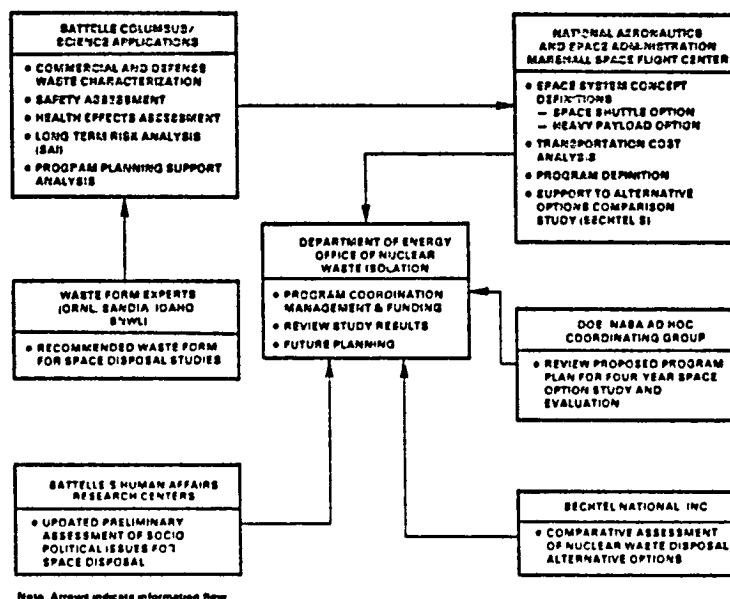 BATTELLE COLUMBUS/
SCIENCE APPLICATIONS
• COMMERCIAL AND DEFENSE
WASTE CHARACTERIZATION
• SAFETY ASSESSMENT
• HEALTH EFFECTS ASSESSMENT
• LONG TERM RISK ANALYSIS
(SAI)
• PROGRAM PLANNING SUPPORT
ANALYSIS
NATIONAL AERONAUTICS
AND SPACE ADMINISTRATION
MARSHALL SPACE FLIGHT CENTER
• SPACE SYSTEM CONCEPT
DEFINITIONS
— SPACE SHUTTLE OPTION
— HEAVY PAYLOAD OPTION
• TRANSPORTATION COST
ANALYSIS
• PROGRAM DEFINITION
• SUPPORT TO ALTERNATIVE
OPTIONS COMPARISON
STUDY (BECHTEL'S)
DEPARTMENT OF ENERGY
OFFICE OF NUCLEAR
WASTE ISOLATION
• PROGRAM COORDINATION
MANAGEMENT & FUNDING
• REVIEW STUDY RESULTS
• FUTURE PLANNING
WASTE FORM EXPERTS
(ORNL, SANDIA, IDAHO
BNWL)
• RECOMMENDED WASTE FORM
FOR SPACE DISPOSAL STUDIES
DOE/NASA AD HOC
COORDINATING GROUP
• REVIEW PROPOSED PROGRAM
PLAN FOR FOUR YEAR SPACE
OPTION STUDY AND
EVALUATION
BATTELLE'S HUMAN AFFAIRS
RESEARCH CENTERS
• UPDATED PRELIMINARY
ASSESSMENT OF SOCIO
POLITICAL ISSUES FOR
SPACE DISPOSAL
BECHTEL NATIONAL, INC
• COMPARATIVE ASSESSMENT
OF NUCLEAR WASTE DISPOSAL
ALTERNATIVE OPTIONS
Note. Arrows indicate information flow